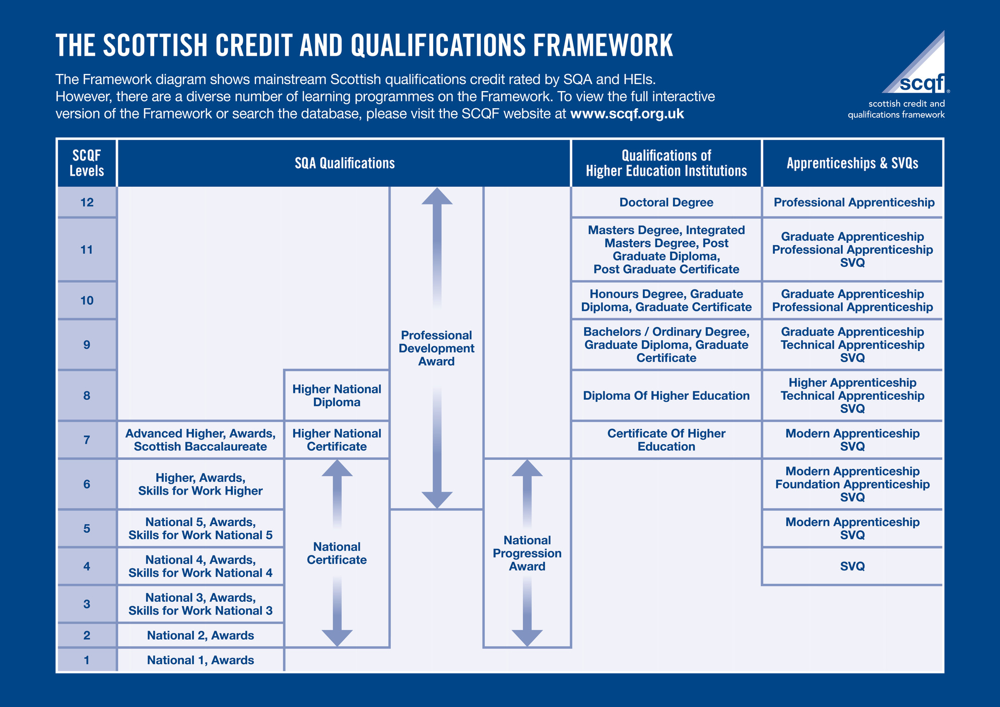 THE SCOTTISH CREDIT AND QUALIFICATIONS FRAMEWORK
The Framework diagram shows mainstream Scottish qualifications credit rated by SQA and HEIs.
However, there are a diverse number of learning programmes on the Framework. To view the full interactive
version of the Framework or search the database, please visit the SCQF website at www.scqf.org.uk
scqf®
scottish credit and
qualifications framework
SCQF
Levels
SQA Qualifications
Qualifications of
Higher Education Institutions
Apprenticeships & SVQs
12
Doctoral Degree
Professional Apprenticeship
11
Masters Degree, Integrated
Masters Degree, Post
Graduate Diploma,
Post Graduate Certificate
Graduate Apprenticeship
Professional Apprenticeship
SVQ
10
Honours Degree, Graduate
Diploma, Graduate Certificate
Graduate Apprenticeship
Professional Apprenticeship
9
Professional
Development
Award
Bachelors / Ordinary Degree,
Graduate Diploma, Graduate
Certificate
Graduate Apprenticeship
Technical Apprenticeship
SVQ
8
Higher National
Diploma
Diploma Of Higher Education
Higher Apprenticeship
Technical Apprenticeship
SVQ
7
Advanced Higher, Awards,
Scottish Baccalaureate
Higher National
Certificate
Certificate Of Higher
Education
Modern Apprenticeship
SVQ
6
Higher, Awards,
Skills for Work Higher
Modern Apprenticeship
Foundation Apprenticeship
SVQ
5
National 5, Awards,
Skills for Work National 5
Modern Apprenticeship
SVQ
National
Certificate
National
Progression
Award
4
National 4, Awards,
Skills for Work National 4
SVQ
3
National 3, Awards,
Skills for Work National 3
2
National 2, Awards
1
National 1, Awards